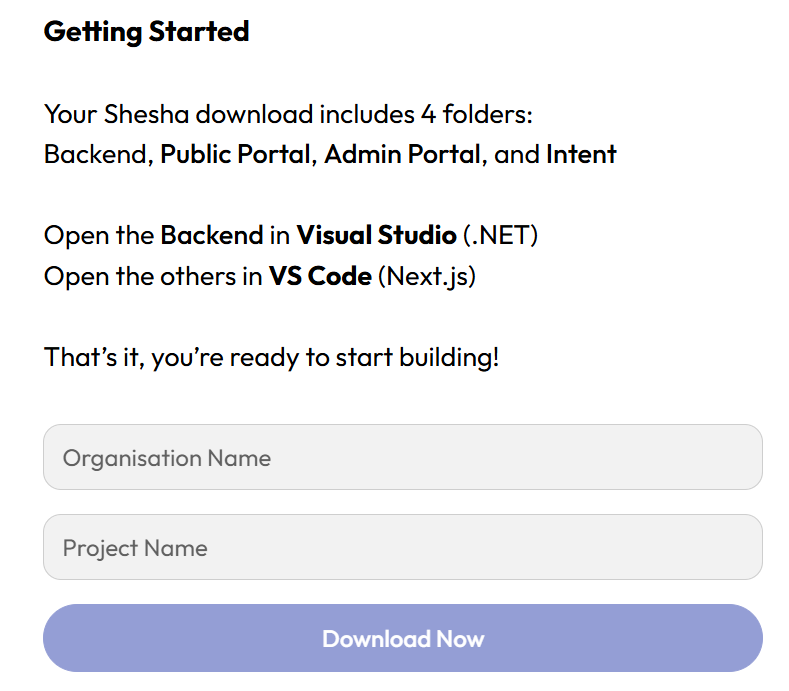 Getting Started
Your Shesha download includes 4 folders:
Backend, Public Portal, Admin Portal, and Intent
Open the Backend in Visual Studio (.NET)
Open the others in VS Code (Next.js)
That’s it, you’re ready to start building!
Organisation Name
Project Name
Download Now